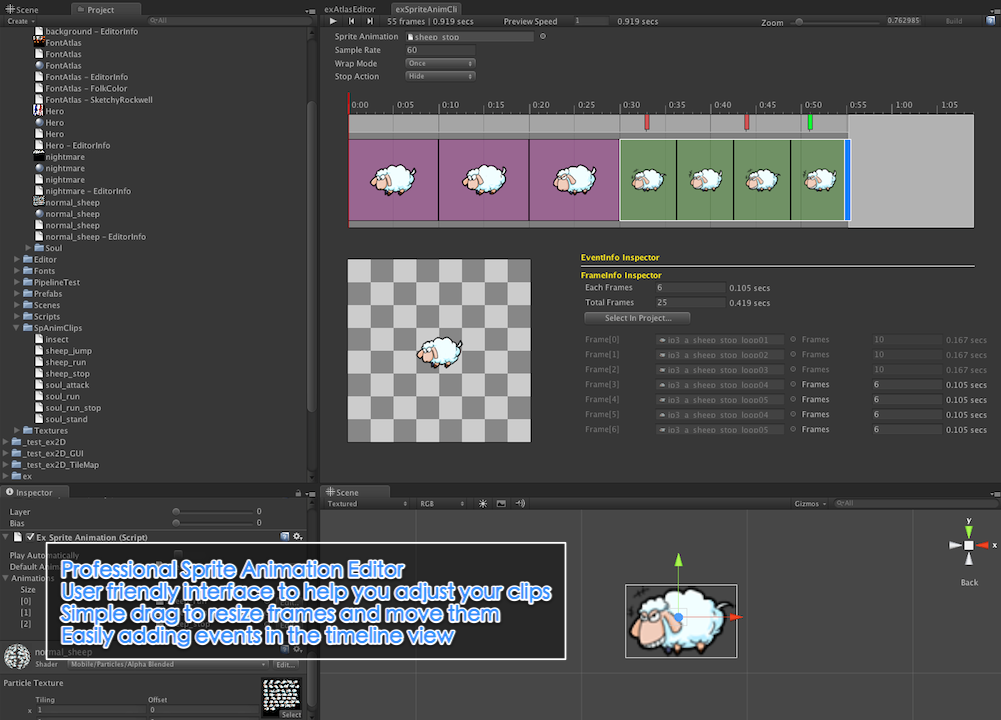 Scene
Project
Create
All
background – EditorInfo
FontAtlas
FontAtlas
FontAtlas
FontAtlas – EditorInfo
FontAtlas – FolkColor
FontAtlas – SketchyRockwell
Hero
Hero
Hero
Hero – EditorInfo
nightmare
nightmare
nightmare
nightmare – EditorInfo
normal_sheep
normal_sheep
normal_sheep
normal_sheep – EditorInfo
Soul
Editor
Fonts
PipelineTest
Prefabs
Scenes
Scripts
SpAnimClips
insect
sheep_jump
sheep_run
sheep_stop
soul_attack
soul_run
soul_run_stop
soul_stand
Textures
_test_ex2D
_test_ex2D_GUI
_test_ex2D_TileMap
ex
exAtlasEditor
exSpriteAnimCli
55 frames | 0.919 secs
Preview Speed 1 0.919 secs
Zoom 0.762985 Build
Sprite Animation sheep_stop
Sample Rate 60
Wrap Mode Once
Stop Action Hide
0:00 0:05 0:10 0:15 0:20 0:25 0:30 0:35 0:40 0:45 0:50 0:55 1:00 1:05
EventInfo Inspector
FrameInfo Inspector
Each Frames 6 0.105 secs
Total Frames 25 0.419 secs
Select In Project...
Frame[0] ip3_a_sheep_stop_loop01 Frames 10 0.167 secs
Frame[1] ip3_a_sheep_stop_loop02 Frames 10 0.167 secs
Frame[2] ip3_a_sheep_stop_loop03 Frames 10 0.167 secs
Frame[3] ip3_a_sheep_stop_loop04 Frames 6 0.105 secs
Frame[4] ip3_a_sheep_stop_loop05 Frames 6 0.105 secs
Frame[5] ip3_a_sheep_stop_loop04 Frames 6 0.105 secs
Frame[6] ip3_a_sheep_stop_loop05 Frames 6 0.105 secs
Inspector
Layer 0
Bias 0
Ex Sprite Animation (Script)
Play Automatically
Default Anim
Animation
Size
[0]
[1]
[2]
Professional Sprite Animation Editor
User friendly interface to help you adjust your clips
Simple drag to resize frames and move them
Easily adding events in the timeline view
normal_sheep
Shader Mobile/Particles/Alpha Blended Edit...
Particle Texture
Tiling Offset
x 1 0
Select
Scene
Textured RGB Gizmos All
Y
x
Back